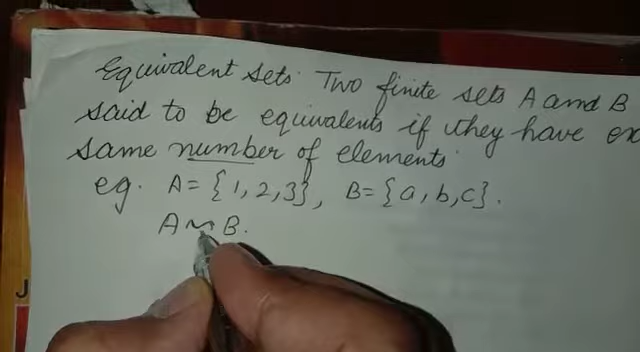 Equivalent sets: Two finite sets A and B
said to be equivalents if they have ex
same number of elements.
eg. A = {1, 2, 3}, B = {a, b, c}.
A ~ B.
J